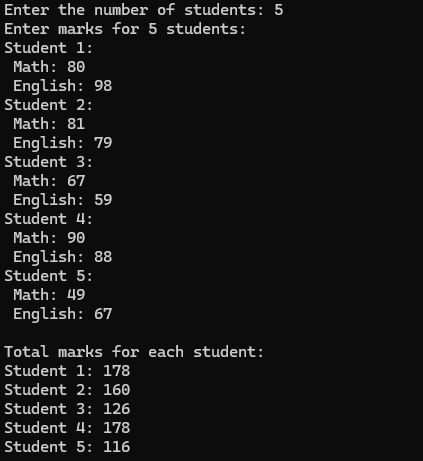 Enter the number of students: 5
Enter marks for 5 students:
Student 1:
 Math: 80
 English: 98
Student 2:
 Math: 81
 English: 79
Student 3:
 Math: 67
 English: 59
Student 4:
 Math: 90
 English: 88
Student 5:
 Math: 49
 English: 67

Total marks for each student:
Student 1: 178
Student 2: 160
Student 3: 126
Student 4: 178
Student 5: 116